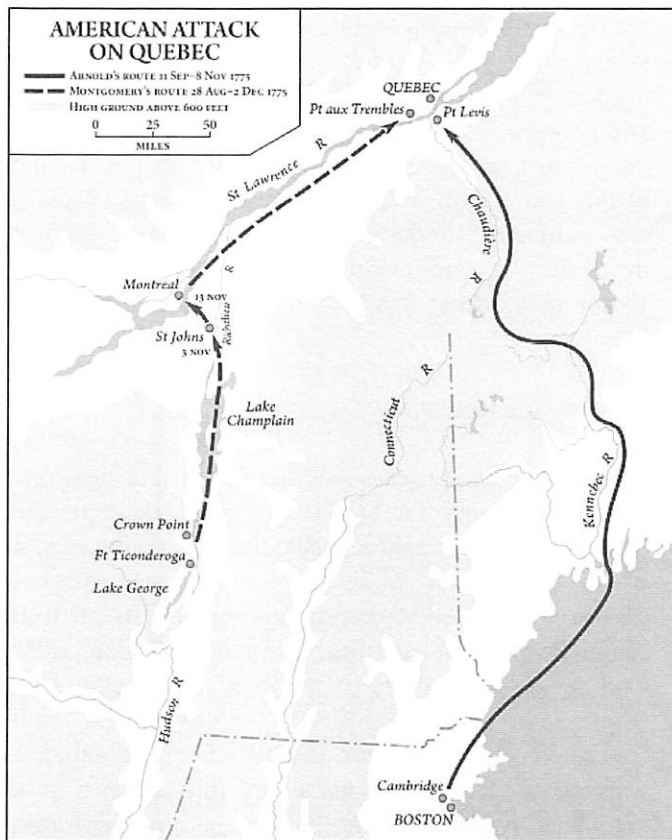 AMERICAN ATTACK
ON QUEBEC
ARNOLD'S ROUTE 11 SEP–8 NOV 1775
MONTGOMERY'S ROUTE 28 AUG–2 DEC 1775
HIGH GROUND ABOVE 600 FEET
0 25 50
MILES
QUEBEC
Pt aux Trembles
Pt Levis
St Lawrence R
Chaudière R
Montreal
13 NOV
St Johns
3 NOV
Richelieu R
Lake
Champlain
Connecticut R
Kennebec R
Crown Point
Ft Ticonderoga
Lake George
Hudson R
Cambridge
BOSTON